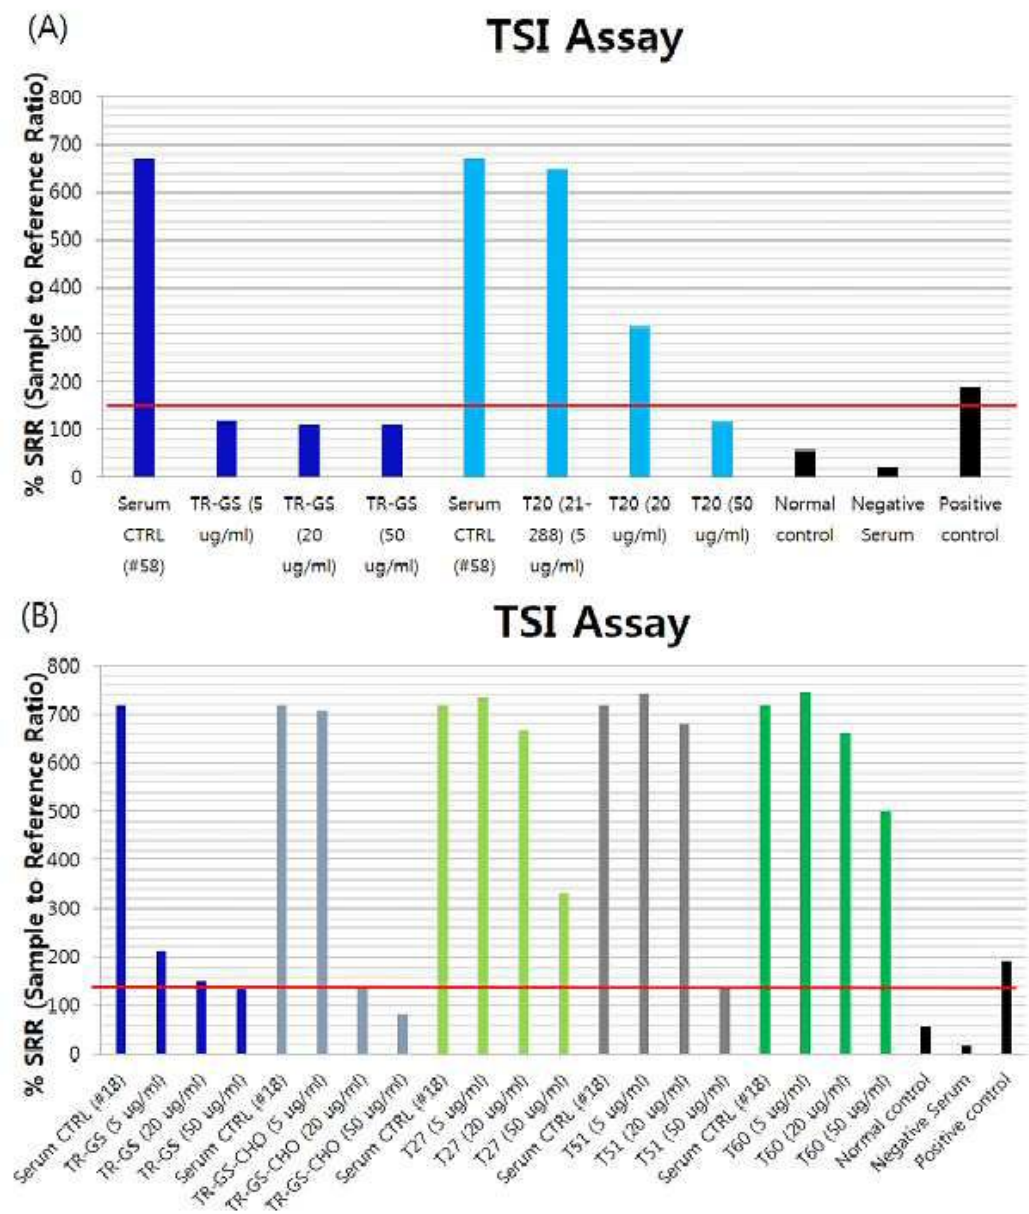 (A)
TSI Assay
% SRR (Sample to Reference Ratio)
800
700
600
500
400
300
200
100
0
Serum CTRL (#58)
TR-GS (5 ug/ml)
TR-GS (20 ug/ml)
TR-GS (50 ug/ml)
Serum CTRL (#58)
T20 (21-288) (5 ug/ml)
T20 (20 ug/ml)
T20 (50 ug/ml)
Normal control
Negative Serum
Positive control
(B)
TSI Assay
% SRR (Sample to Reference Ratio)
800
700
600
500
400
300
200
100
0
Serum CTRL (#18)
TR-GS (5 ug/ml)
TR-GS (20 ug/ml)
TR-GS (50 ug/ml)
Serum CTRL (#18)
TR-GS-CHO (5 ug/ml)
TR-GS-CHO (20 ug/ml)
TR-GS-CHO (50 ug/ml)
Serum CTRL (#18)
T27 (5 ug/ml)
T27 (20 ug/ml)
T27 (50 ug/ml)
Serum CTRL (#18)
T51 (5 ug/ml)
T51 (20 ug/ml)
T51 (50 ug/ml)
Serum CTRL (#18)
T60 (5 ug/ml)
T60 (20 ug/ml)
T60 (50 ug/ml)
Normal control
Negative Serum
Positive control